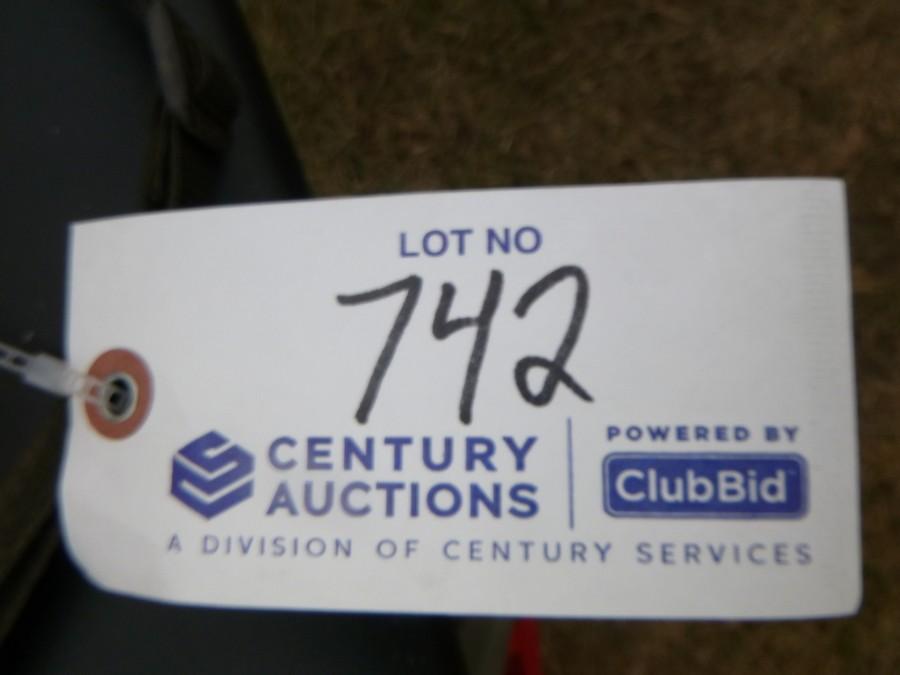 LOT NO
742
CENTURY
AUCTIONS
POWERED BY
ClubBid
A DIVISION OF CENTURY SERVICES